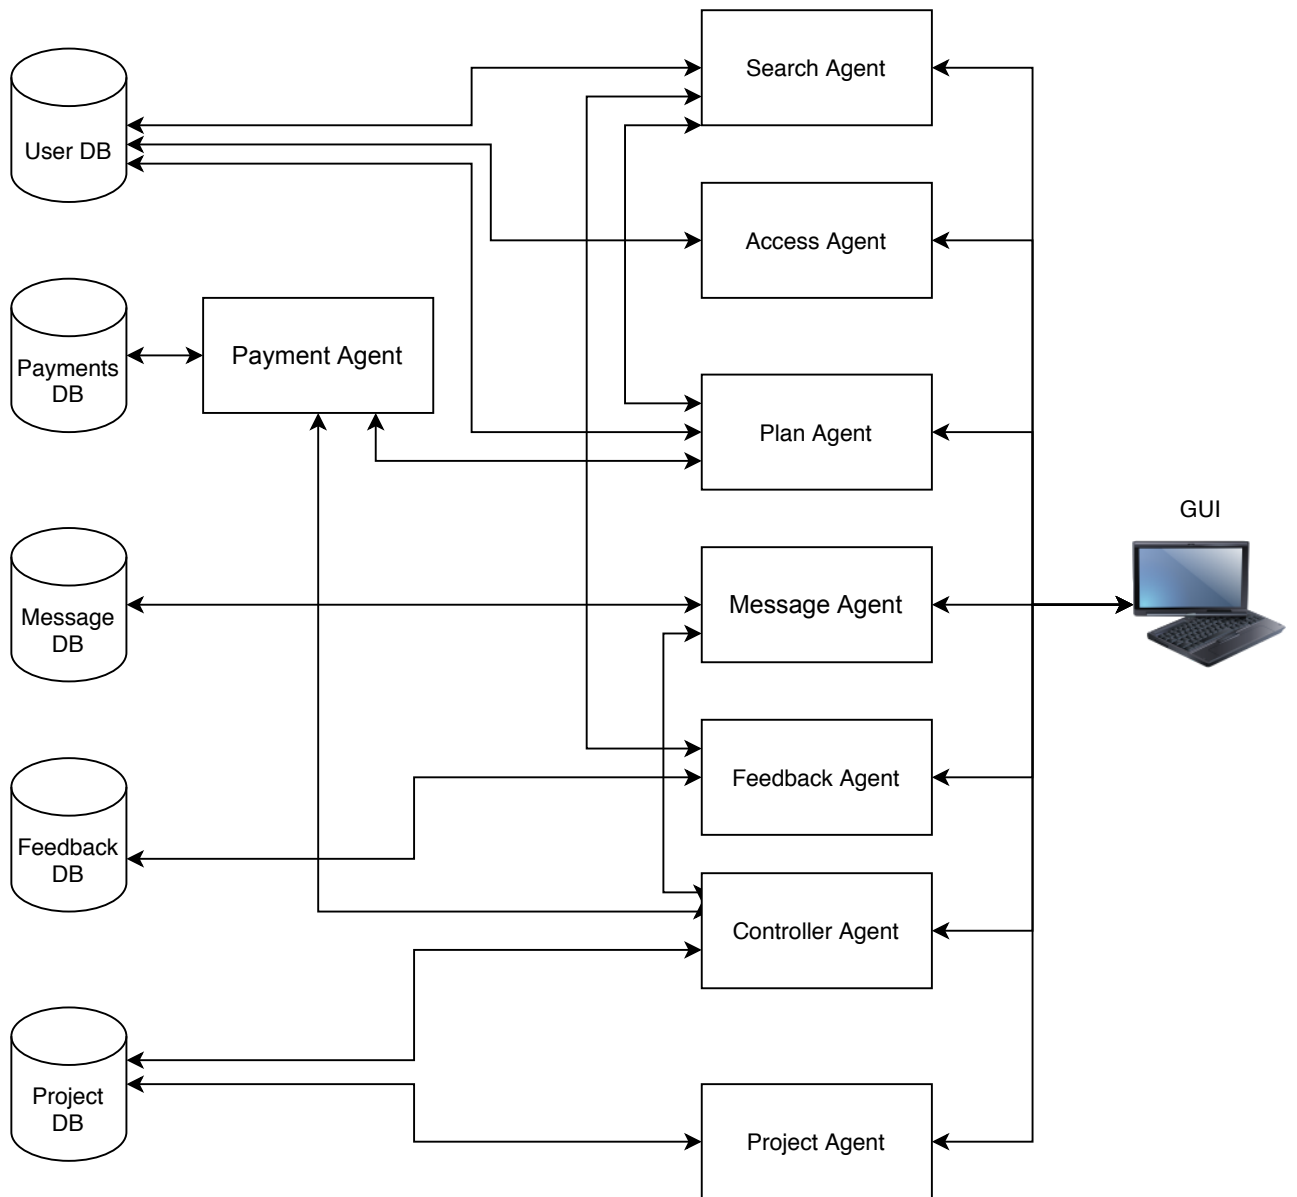 Search Agent
User DB
Access Agent
Payment Agent
Payments
DB
Plan Agent
GUI
Message Agent
Message
DB
Feedback Agent
Feedback
DB
Controller Agent
Project
DB
Project Agent